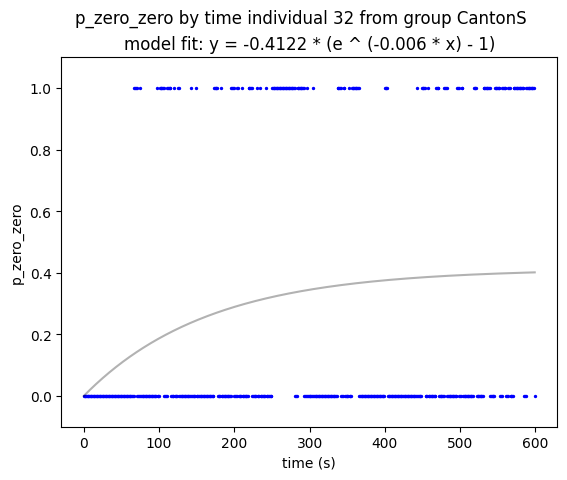 p_zero_zero by time individual 32 from group CantonS
model fit: y = -0.4122 * (e ^ (-0.006 * x) - 1)
1.0
0.8
0.6
0.4
0.2
0.0
p_zero_zero
0 100 200 300 400 500 600
time (s)